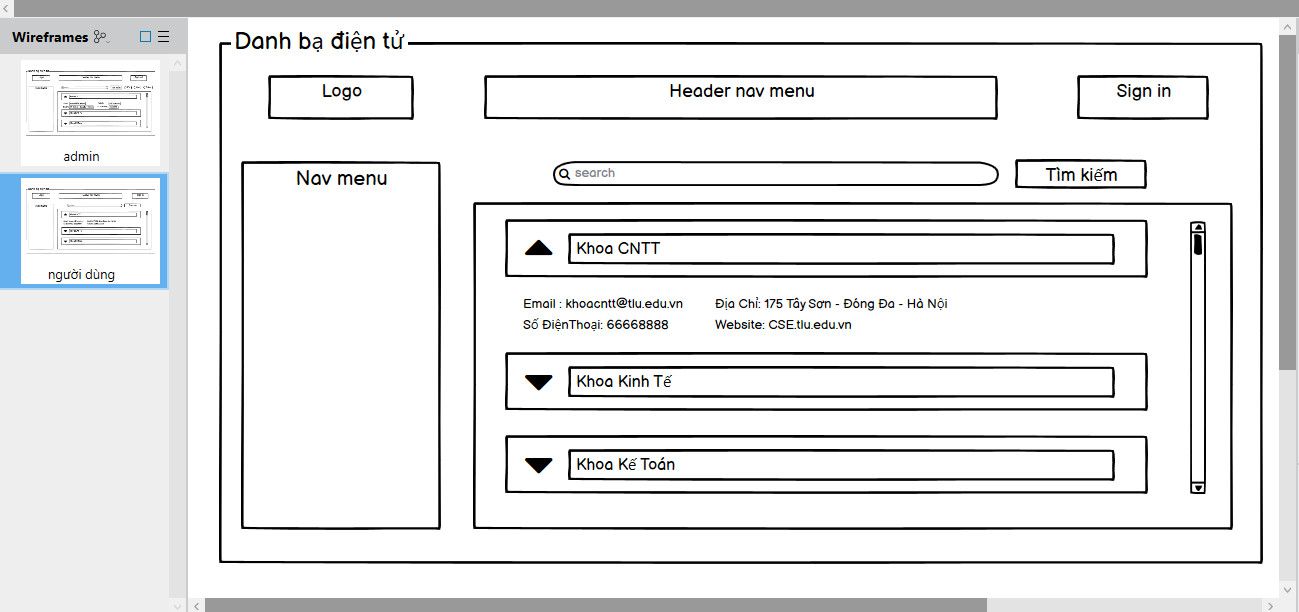 Wireframes
admin
người dùng
Danh bạ điện tử
Logo
Header nav menu
Sign in
Nav menu
search
Tìm kiếm
Khoa CNTT
Email : khoacntt@tlu.edu.vn
Địa Chỉ: 175 Tây Sơn - Đống Đa - Hà Nội
Số ĐiệnThoại: 66668888
Website: CSE.tlu.edu.vn
Khoa Kinh Tế
Khoa Kế Toán